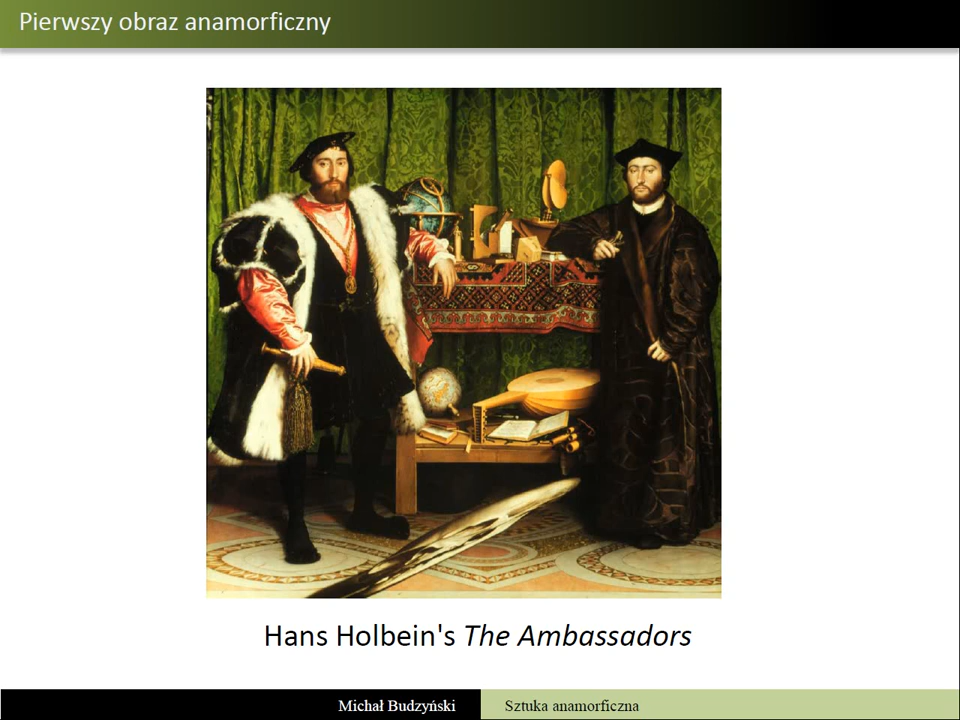 Pierwszy obraz anamorficzny
Hans Holbein's The Ambassadors
Michał Budzyński
Sztuka anamorficzna